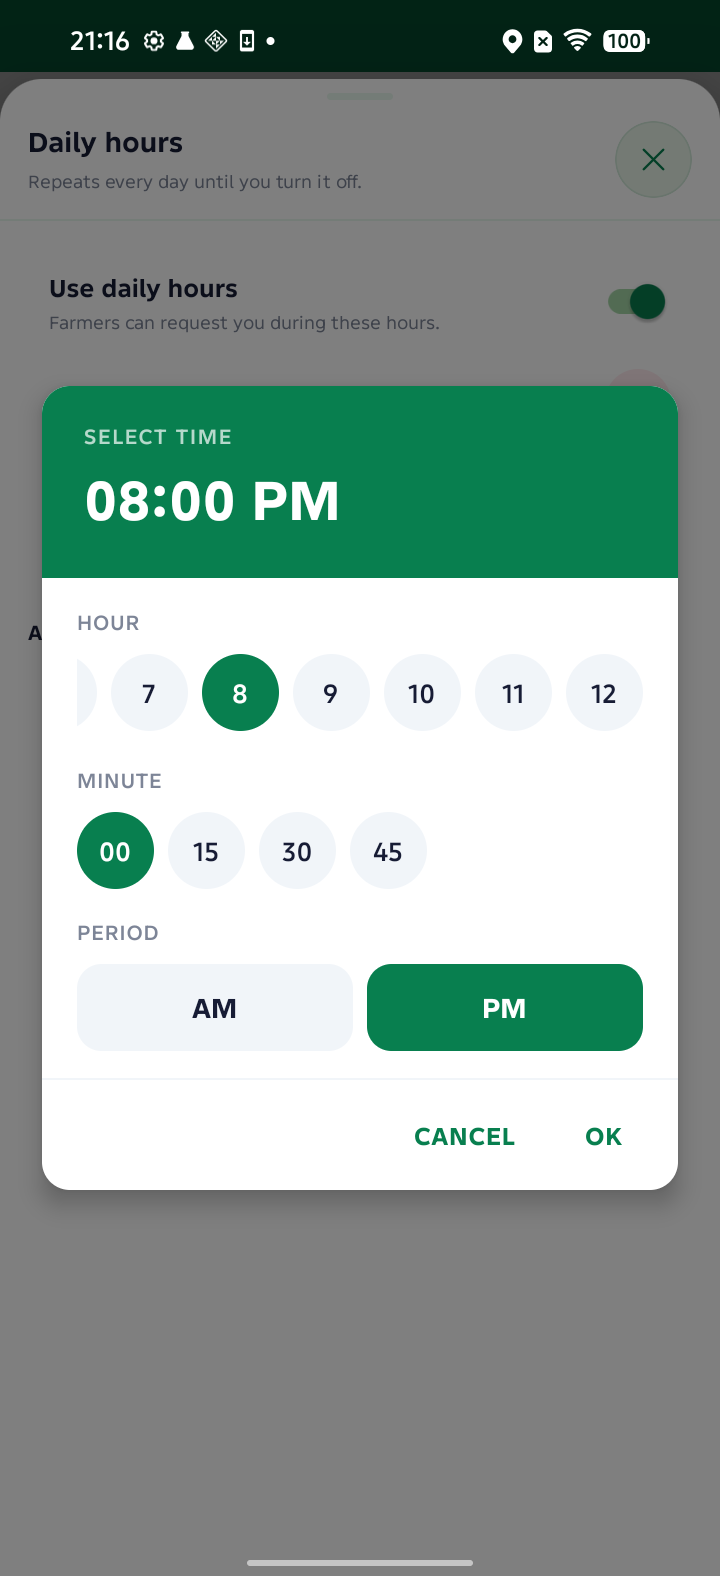 21:16
100
Daily hours
Repeats every day until you turn it off.
Use daily hours
Farmers can request you during these hours.
SELECT TIME
08:00 PM
A
HOUR
7 8 9 10 11 12
MINUTE
00 15 30 45
PERIOD
AM PM
CANCEL OK